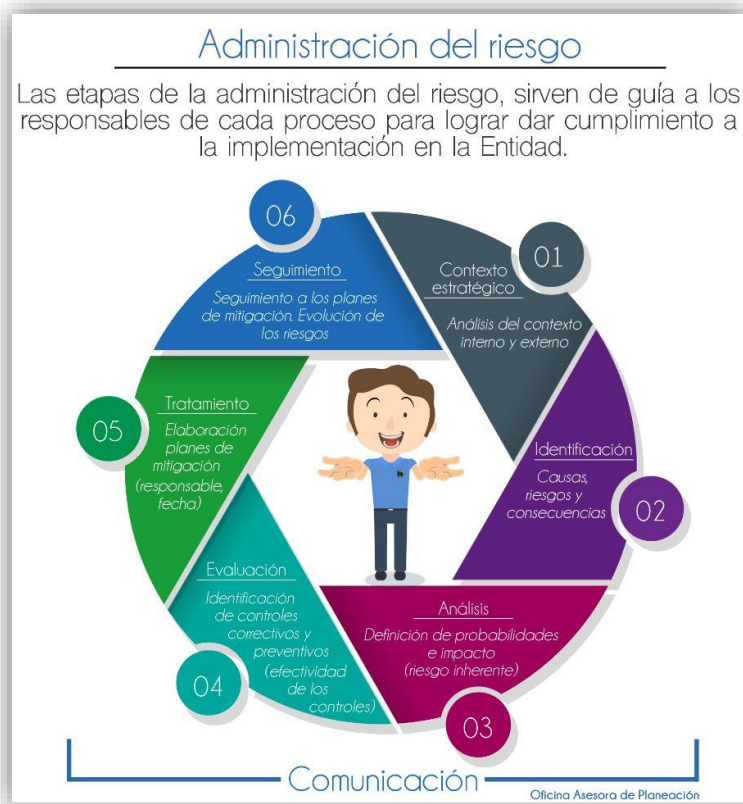 Administración del riesgo
Las etapas de la administración del riesgo, sirven de guía a los
responsables de cada proceso para lograr dar cumplimiento a
la implementación en la Entidad.
01
Contexto
estratégico
Análisis del contexto
interno y externo
02
Identificación
Causas,
riesgos y
consecuencias
03
Análisis
Definición de probabilidades
e impacto
(riesgo inherente)
04
Evaluación
Identificación
de controles
correctivos y
preventivos
(efectividad
de los
controles)
05
Tratamiento
Elaboración
planes de
mitigación
(responsable,
fecha)
06
Seguimiento
Seguimiento a los planes
de mitigación. Evolución de
los riesgos
Comunicación
Oficina Asesora de Planeación